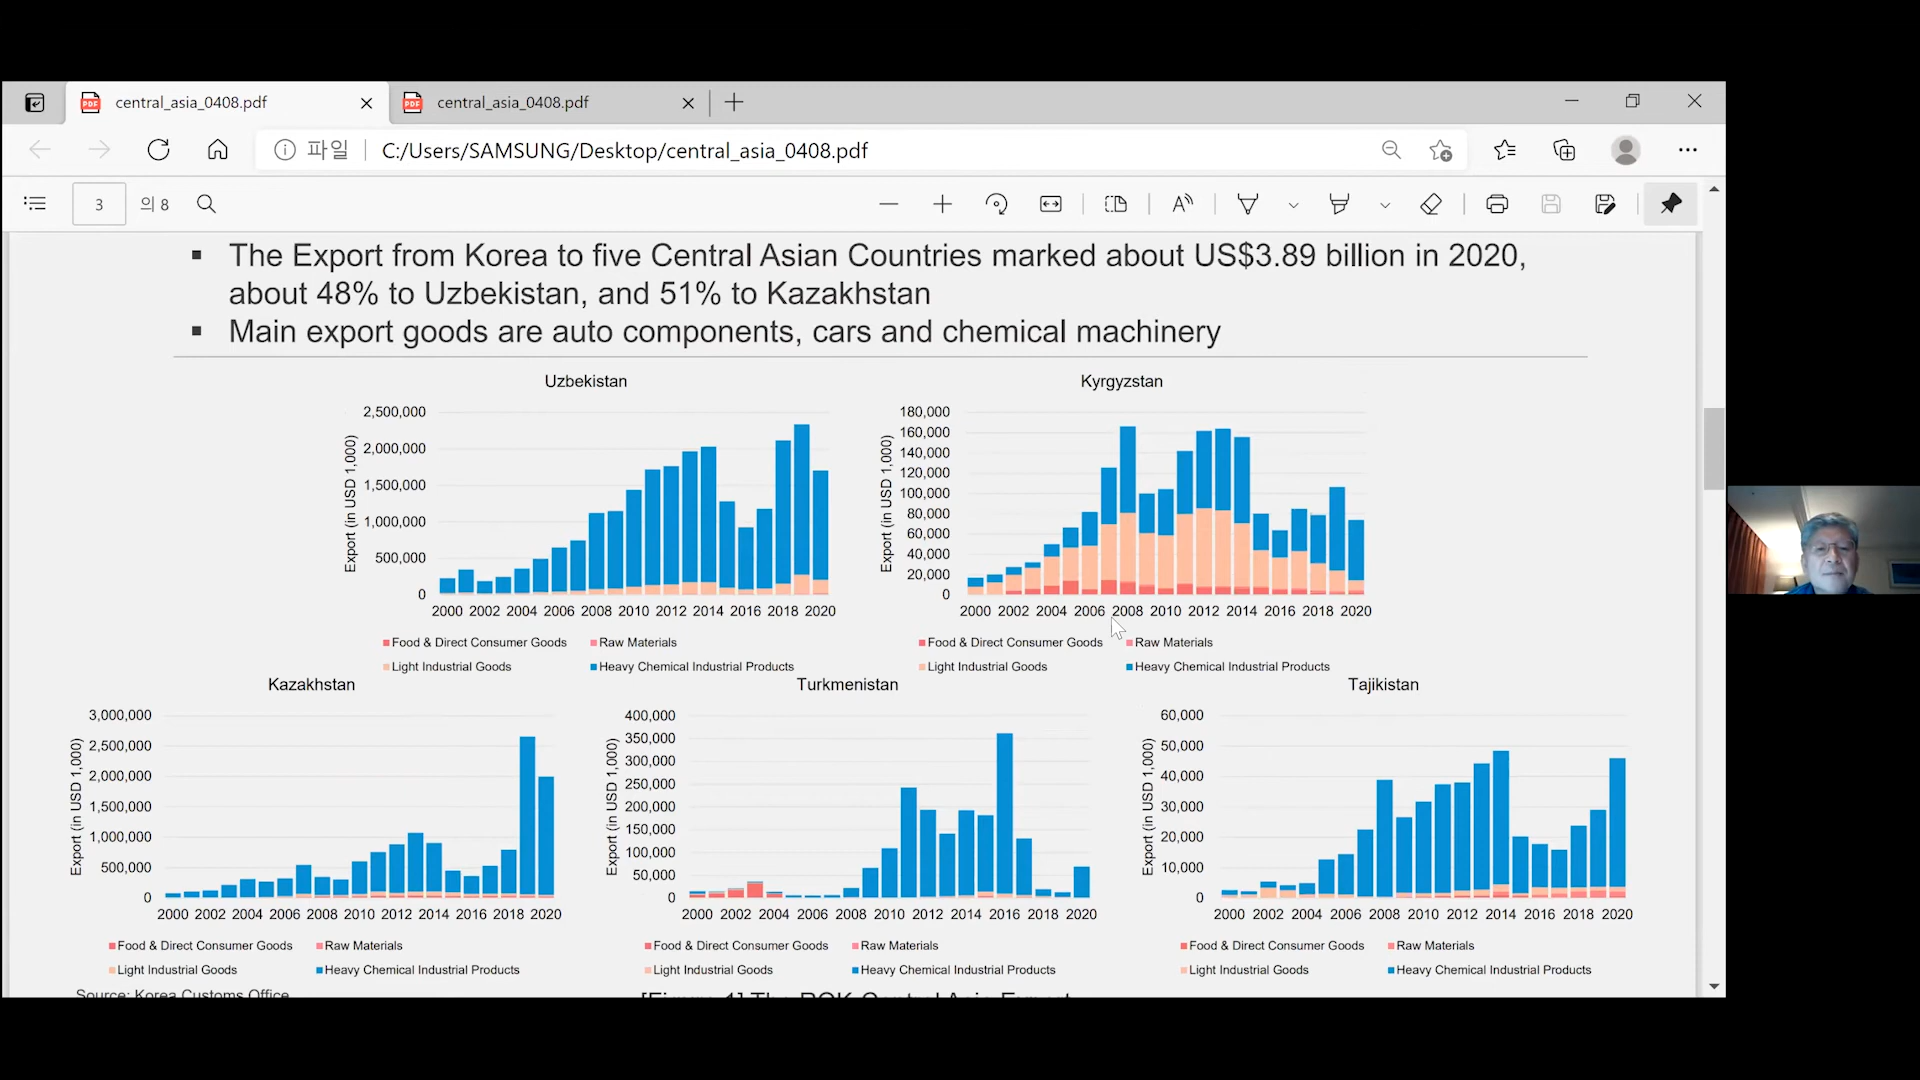 central_asia_0408.pdf
central_asia_0408.pdf
파일
C:/Users/SAMSUNG/Desktop/central_asia_0408.pdf
3
의 8
▪ The Export from Korea to five Central Asian Countries marked about US$3.89 billion in 2020,
about 48% to Uzbekistan, and 51% to Kazakhstan
▪ Main export goods are auto components, cars and chemical machinery
Uzbekistan
Export (in USD 1,000)
2,500,000
2,000,000
1,500,000
1,000,000
500,000
0
2000 2002 2004 2006 2008 2010 2012 2014 2016 2018 2020
Food & Direct Consumer Goods Raw Materials
Light Industrial Goods Heavy Chemical Industrial Products
Kyrgyzstan
Export (in USD 1,000)
180,000
160,000
140,000
120,000
100,000
80,000
60,000
40,000
20,000
0
2000 2002 2004 2006 2008 2010 2012 2014 2016 2018 2020
Food & Direct Consumer Goods Raw Materials
Light Industrial Goods Heavy Chemical Industrial Products
Kazakhstan
Export (in USD 1,000)
3,000,000
2,500,000
2,000,000
1,500,000
1,000,000
500,000
0
2000 2002 2004 2006 2008 2010 2012 2014 2016 2018 2020
Food & Direct Consumer Goods Raw Materials
Light Industrial Goods Heavy Chemical Industrial Products
Turkmenistan
Export (in USD 1,000)
400,000
350,000
300,000
250,000
200,000
150,000
100,000
50,000
0
2000 2002 2004 2006 2008 2010 2012 2014 2016 2018 2020
Food & Direct Consumer Goods Raw Materials
Light Industrial Goods Heavy Chemical Industrial Products
Tajikistan
Export (in USD 1,000)
60,000
50,000
40,000
30,000
20,000
10,000
0
2000 2002 2004 2006 2008 2010 2012 2014 2016 2018 2020
Food & Direct Consumer Goods Raw Materials
Light Industrial Goods Heavy Chemical Industrial Products
Source: Korea Customs Office
[Figure 1] The ROK-Central Asia Export